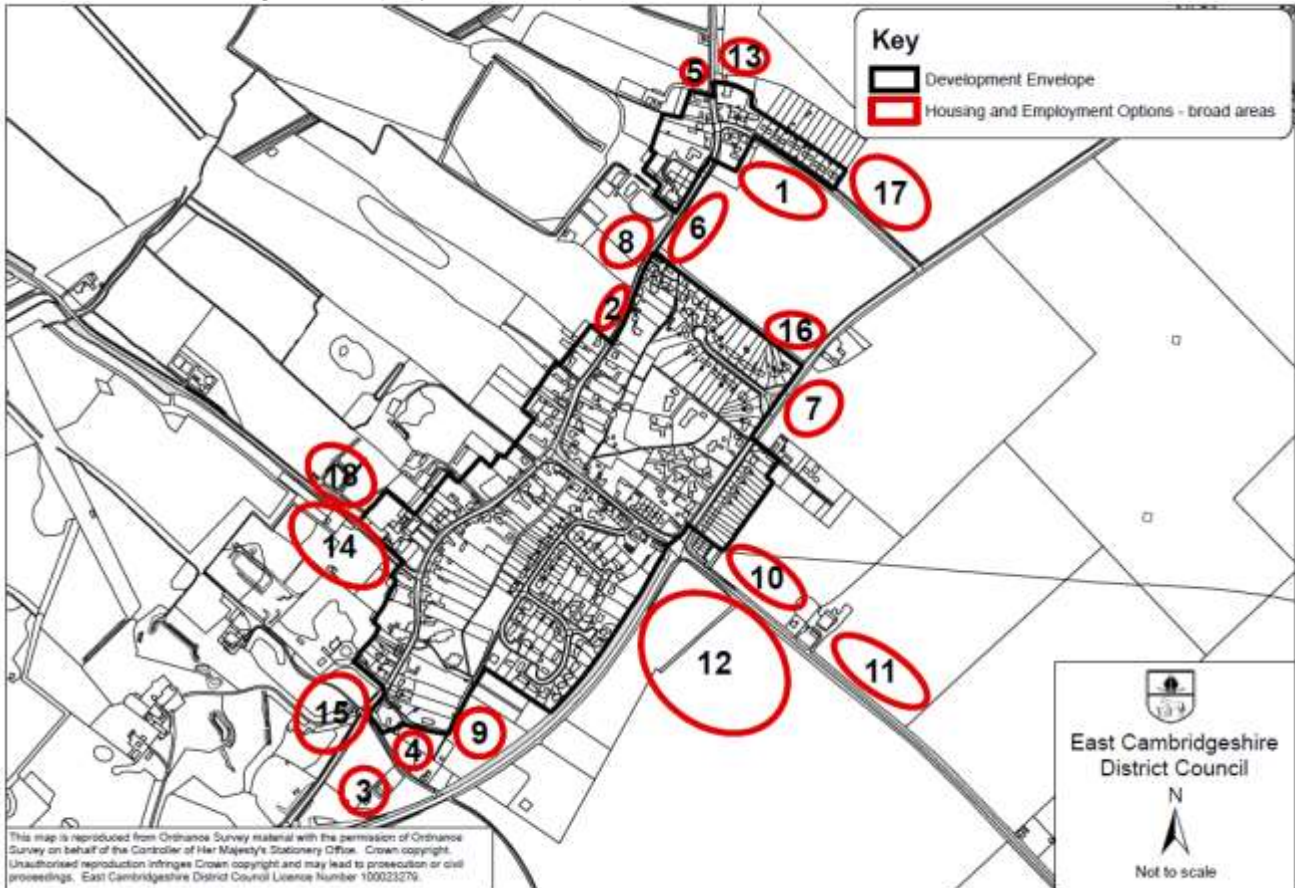 Key
Development Envelope
Housing and Employment Options - broad areas
13
5
1
17
6
8
2
16
7
18
14
10
12
11
15
9
4
3
East Cambridgeshire
District Council
N
Not to scale
This map is reproduced from Ordnance Survey material with the permission of Ordnance
Survey on behalf of the Controller of Her Majesty's Stationery Office. Crown copyright.
Unauthorised reproduction infringes Crown copyright and may lead to prosecution or civil
proceedings. East Cambridgeshire District Council Licence Number 100023279.